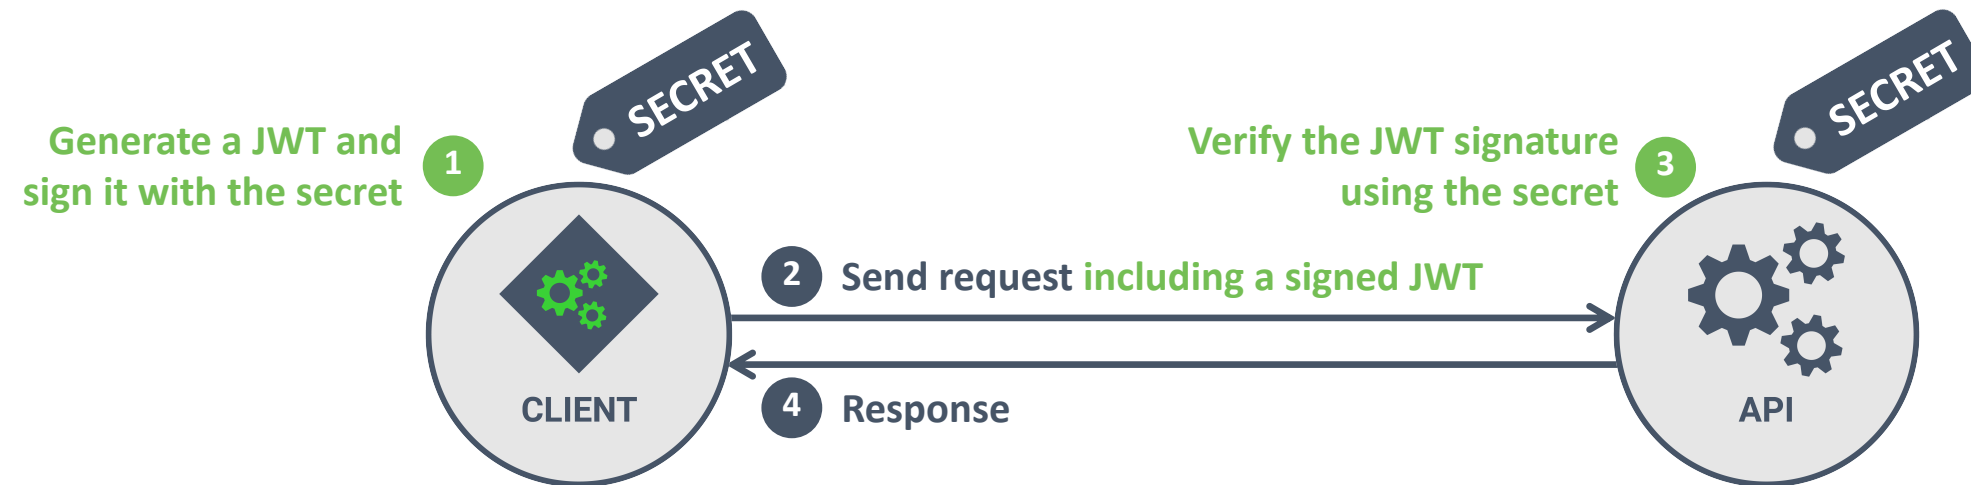 SECRET
SECRET
Generate a JWT and
sign it with the secret
1
Verify the JWT signature
using the secret
3
2 Send request including a signed JWT
CLIENT
4 Response
API